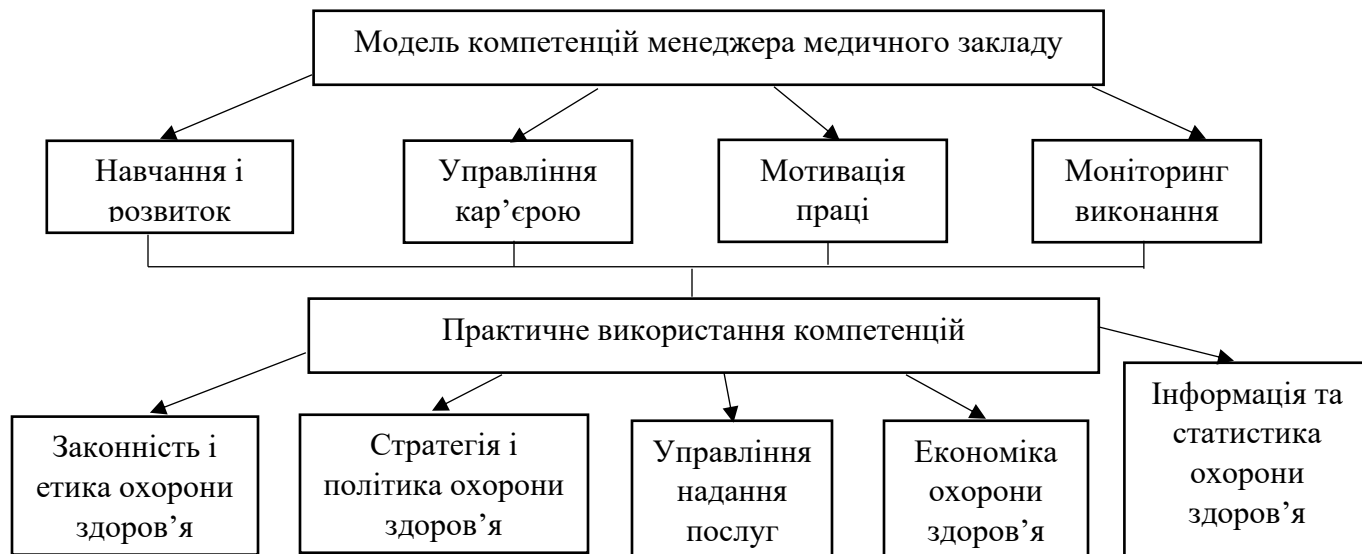 Модель компетенцій менеджера медичного закладу
Навчання і
розвиток
Управління
кар’єрою
Мотивація
праці
Моніторинг
виконання
Практичне використання компетенцій
Законність і
етика охорони
здоров’я
Стратегія і
політика охорони
здоров’я
Управління
надання
послуг
Економіка
охорони
здоров’я
Інформація та
статистика
охорони
здоров’я